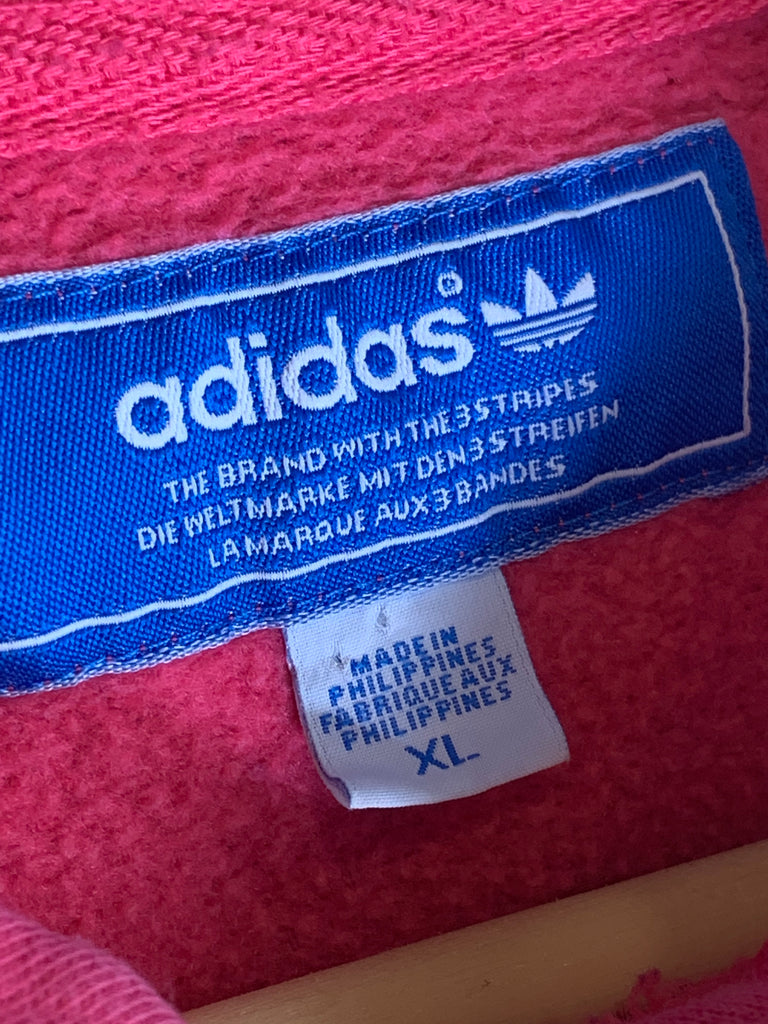 adidas®
THE BRAND WITH THE 3 STRIPES
DIE WELTMARKE MIT DEN 3 STREIFEN
LA MARQUE AUX 3 BANDES
MADE IN
PHILIPPINES
FABRIQUE AUX
PHILIPPINES
XL